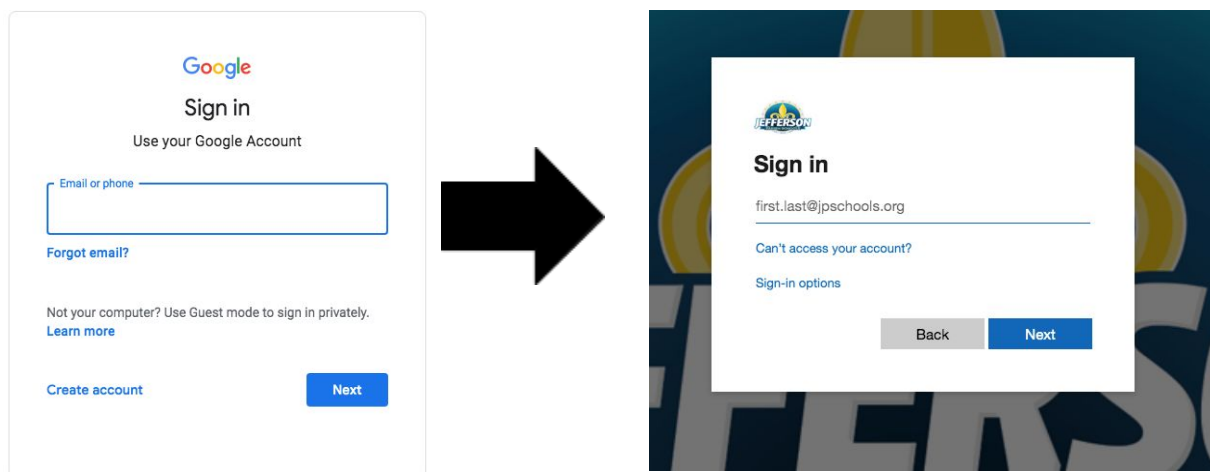 Google
Sign in
Use your Google Account
Email or phone
Forgot email?
Not your computer? Use Guest mode to sign in privately.
Learn more
Create account
Next
JEFFERSON
Sign in
first.last@jpschools.org
Can't access your account?
Sign-in options
Back
Next